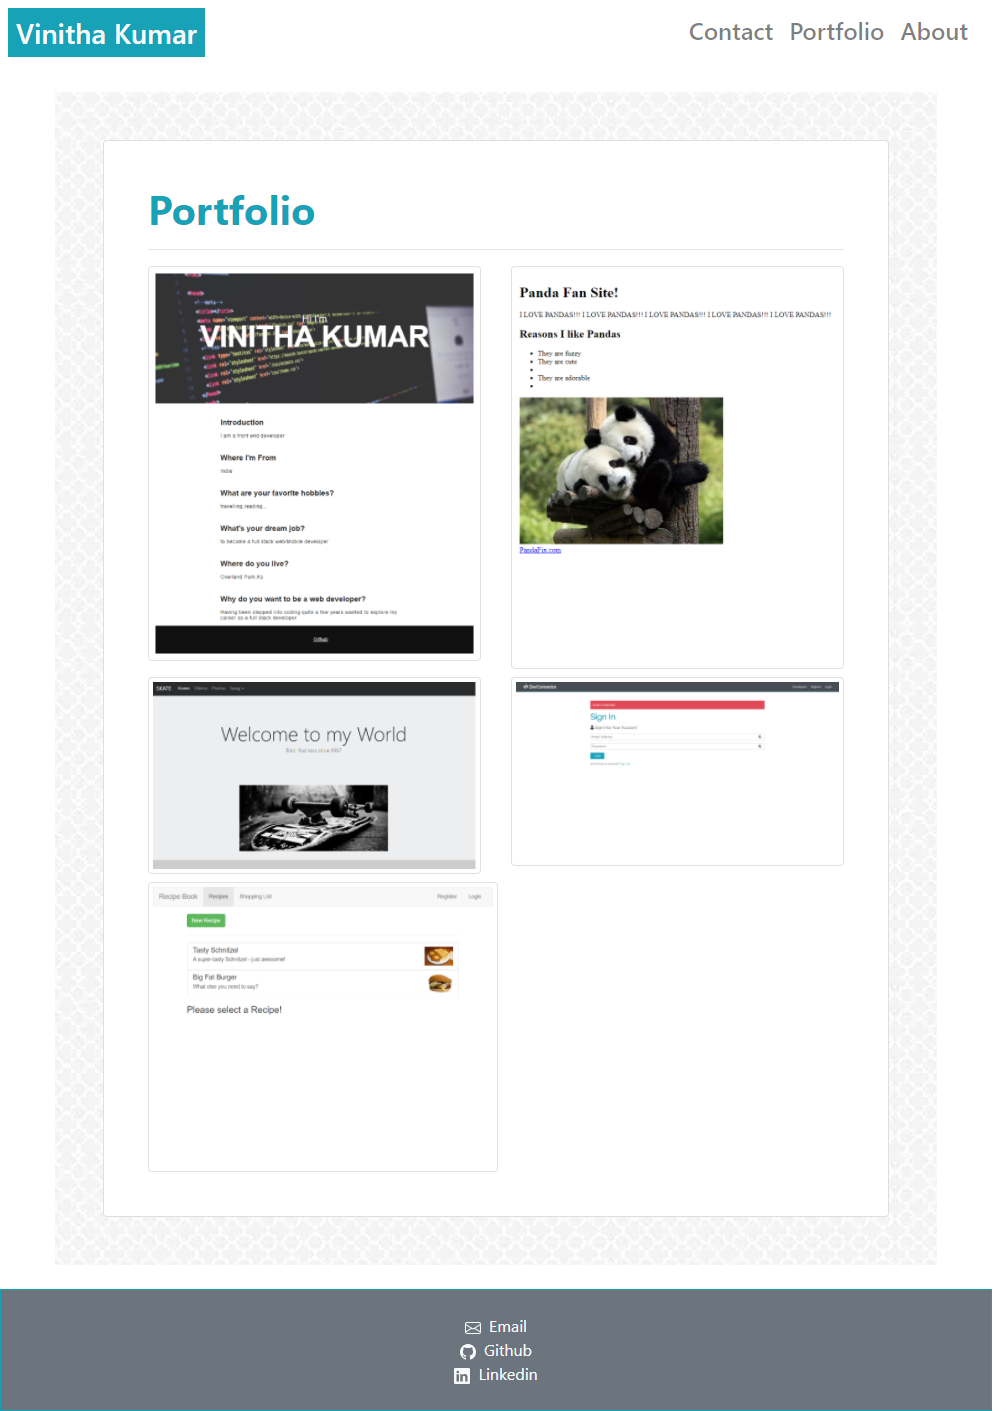 Vinitha Kumar
Contact Portfolio About
Portfolio
Hi,I'm
VINITHA KUMAR
Introduction
I am a front end developer
Where I'm From
India
What are your favorite hobbies?
travelling,reading...
What's your dream job?
to become a full stack web/Mobile developer
Where do you live?
Overland Park,Ks
Why do you want to be a web developer?
Having been stepped into coding quite a few years wanted to explore my
career as a full stack developer
Github
Panda Fan Site!
I LOVE PANDAS!!! I LOVE PANDAS!!! I LOVE PANDAS!!! I LOVE PANDAS!!! I LOVE PANDAS!!!
Reasons I like Pandas
They are fuzzy
They are cute
They are adorable
PandaFix.com
SKATE Home Videos Photos Song
Welcome to my World
DevConnector
Sign In
Sign Into Your Account
Recipe Book Recipes Shopping List Register Login
New Recipe
Tasty Schnitzel
A super-tasty Schnitzel - just awesome!
Big Fat Burger
What else you need to say?
Please select a Recipe!
Email
Github
Linkedin